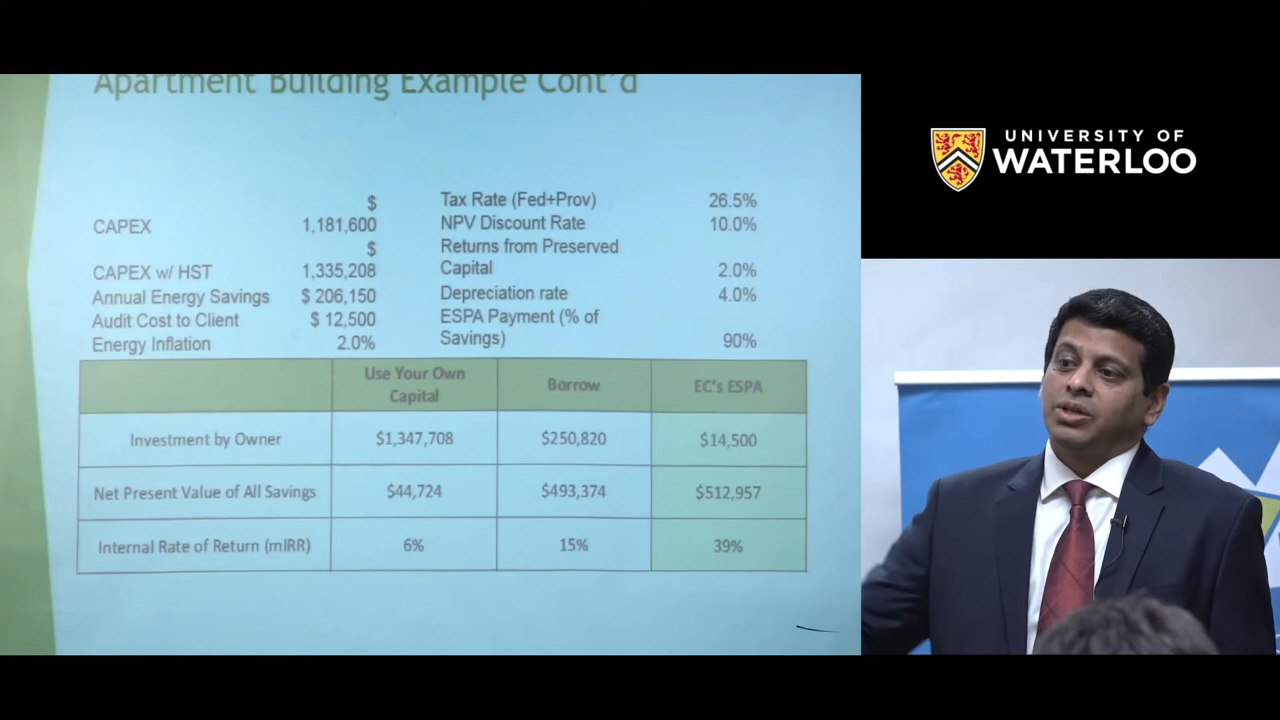 Apartment Building Example Cont'd
$
CAPEX 1,181,600
$
CAPEX w/ HST 1,335,208
Annual Energy Savings $ 206,150
Audit Cost to Client $ 12,500
Energy Inflation 2.0%
Tax Rate (Fed+Prov) 26.5%
NPV Discount Rate 10.0%
Returns from Preserved
Capital 2.0%
Depreciation rate 4.0%
ESPA Payment (% of
Savings) 90%
Use Your Own
Capital
Borrow
EC's ESPA
Investment by Owner $1,347,708 $250,820 $14,500
Net Present Value of All Savings $44,724 $493,374 $512,957
Internal Rate of Return (mIRR) 6% 15% 39%
UNIVERSITY OF
WATERLOO